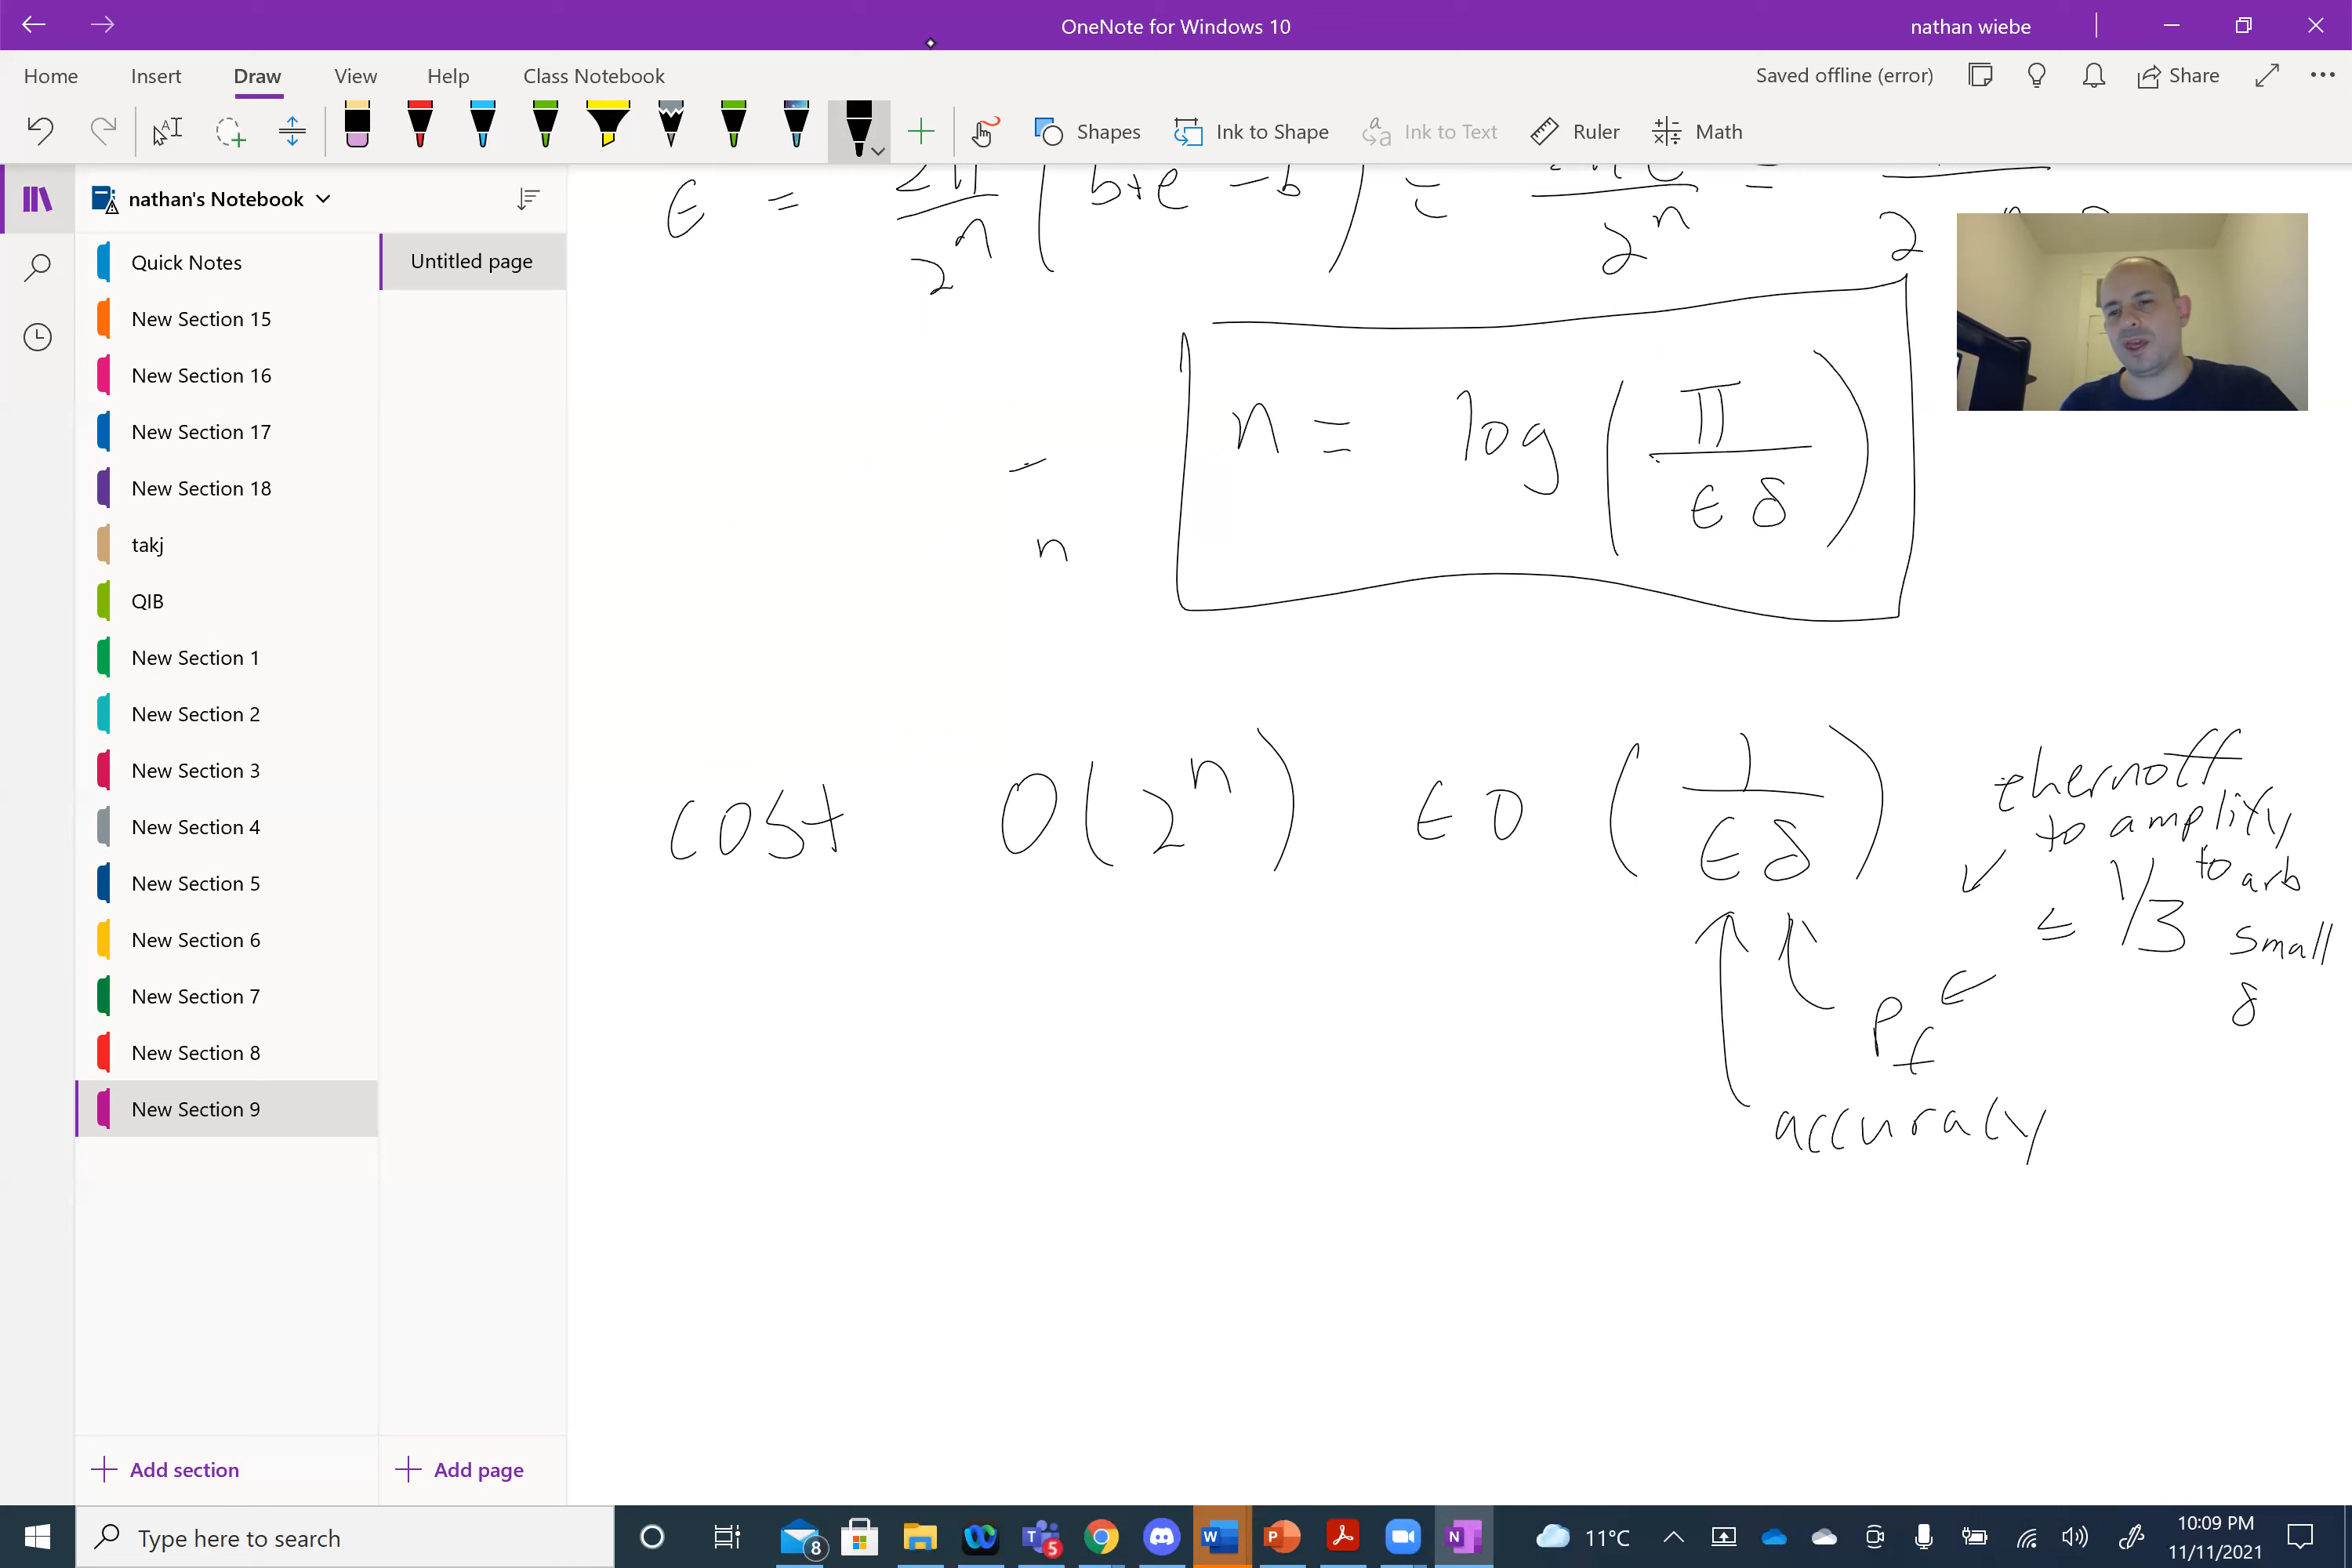 OneNote for Windows 10
nathan wiebe
Home Insert Draw View Help Class Notebook
Saved offline (error) Share
Shapes Ink to Shape Ink to Text Ruler Math
nathan's Notebook
Quick Notes
New Section 15
New Section 16
New Section 17
New Section 18
takj
QIB
New Section 1
New Section 2
New Section 3
New Section 4
New Section 5
New Section 6
New Section 7
New Section 8
New Section 9
Add section
Untitled page
Add page
ϵ = 2π/2^n (b+e − b)
n = log (π/(ϵ δ))
n
cost O(2^n) ∈ O (1/(ϵ δ))
chernoff
to amplify
to arb
≤ 1/3 small
δ
P_f ∈
accuracy
Type here to search
8
5
11°C
10:09 PM
11/11/2021